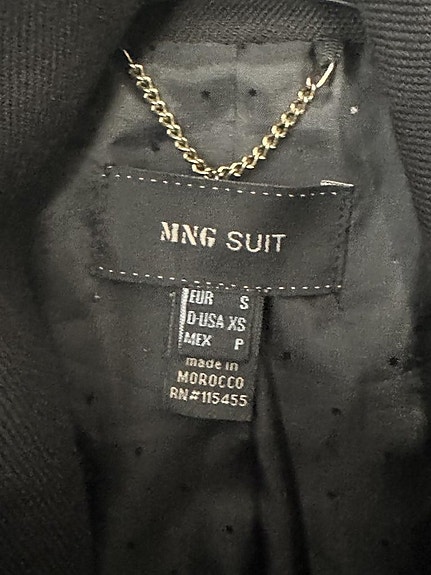 MNG SUIT
EUR S
D-USA XS
MEX P
made in
MOROCCO
RN#115455